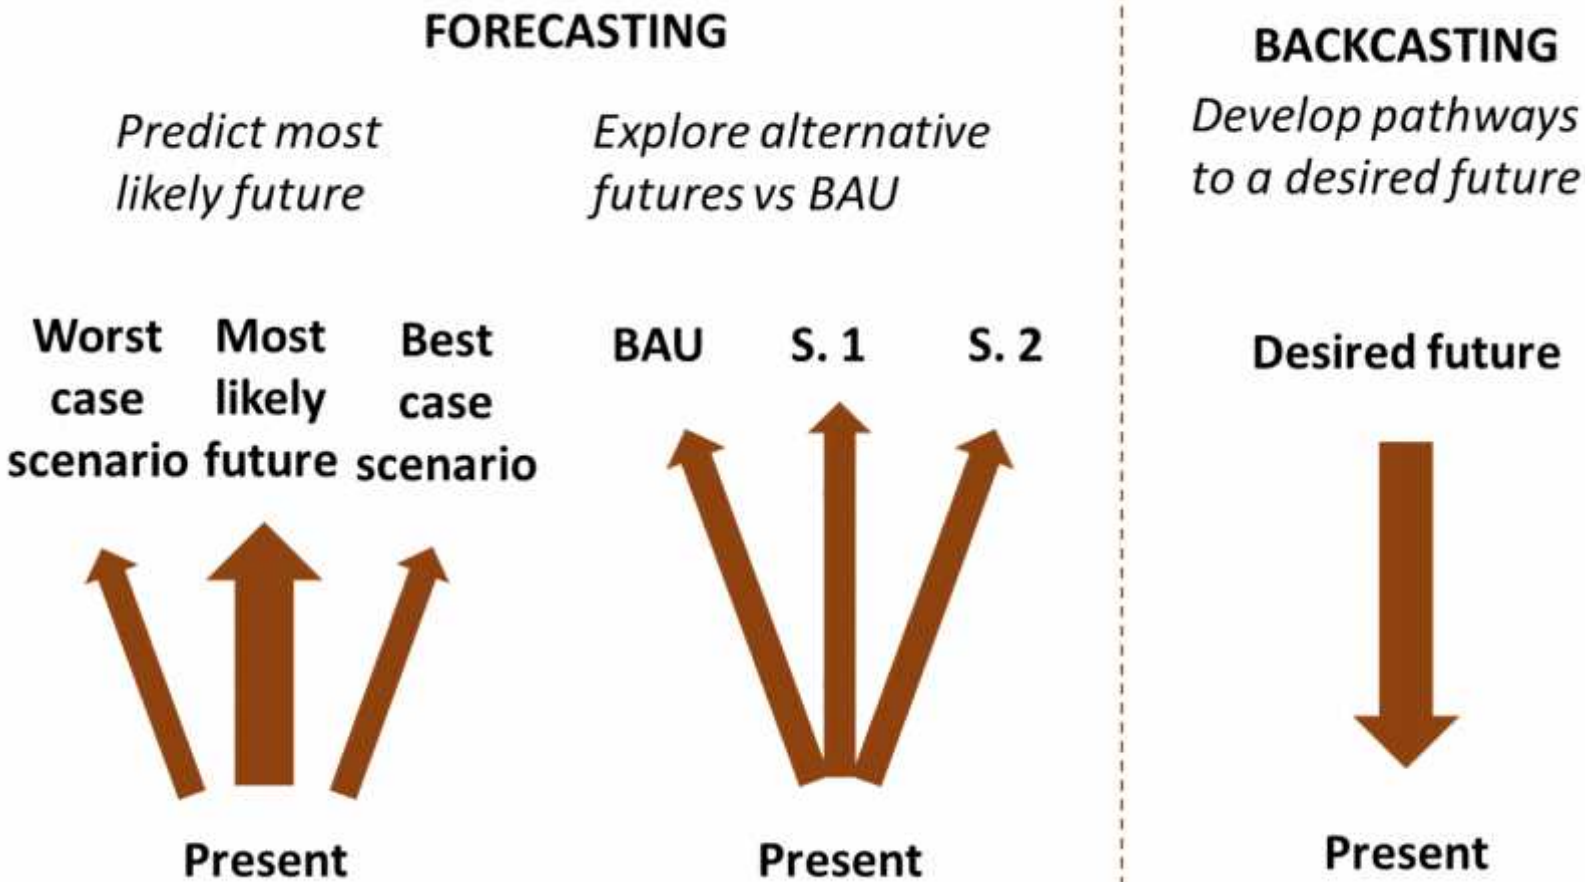 FORECASTING
Predict most
likely future
Explore alternative
futures vs BAU
Worst
case
scenario
Most
likely
future
Best
case
scenario
Present
BAU
S. 1
S. 2
Present
BACKCASTING
Develop pathways
to a desired future
Desired future
Present